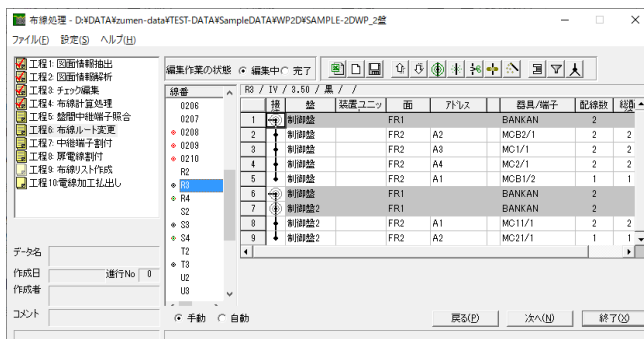 布線処理 - D:¥DATA¥zumen-data¥TEST-DATA¥SampleDATA¥WP2D¥SAMPLE-2DWP_2盤
ファイル(F) 設定(S) ヘルプ(H)
工程1: 図面情報抽出
工程2: 図面情報解析
工程3: チェック編集
工程4: 布線計算処理
工程5: 盤間中継端子照合
工程6: 布線ルート変更
工程7: 中継端子割付
工程8: 扉電線割付
工程9: 布線リスト作成
工程10:電線加工払出し
編集作業の状態 編集中 完了
線番
0206
0207
0208
0209
0210
R2
R3
R4
S2
S3
S4
T2
T3
U2
U3
R3 / IV / 3.50 / 黒 / /
接 盤 装置ユニッ 面 アドレス 器具/端子 配線数 総配
1 制御盤 FR1 BANKAN 2
2 制御盤 FR2 A2 MCB2/1 2 2
3 制御盤 FR2 A3 MC1/1 2 2
4 制御盤 FR2 A4 MC2/1 2 2
5 制御盤 FR2 A1 MCB1/2 1 1
6 制御盤 FR1 BANKAN 2
7 制御盤2 FR1 BANKAN 2
8 制御盤2 FR2 A1 MC11/1 2 2
9 制御盤2 FR2 A2 MC21/1 1 1
データ名
作成日 進行No 0
作成者
コメント
手動 自動
戻る(P) 次へ(N) 終了(X)